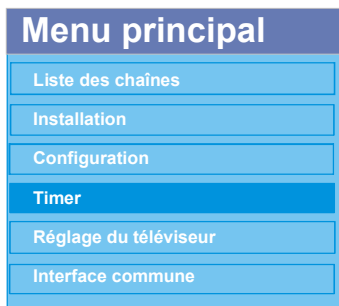 Menu principal
Liste des chaînes
Installation
Configuration
Timer
Réglage du téléviseur
Interface commune